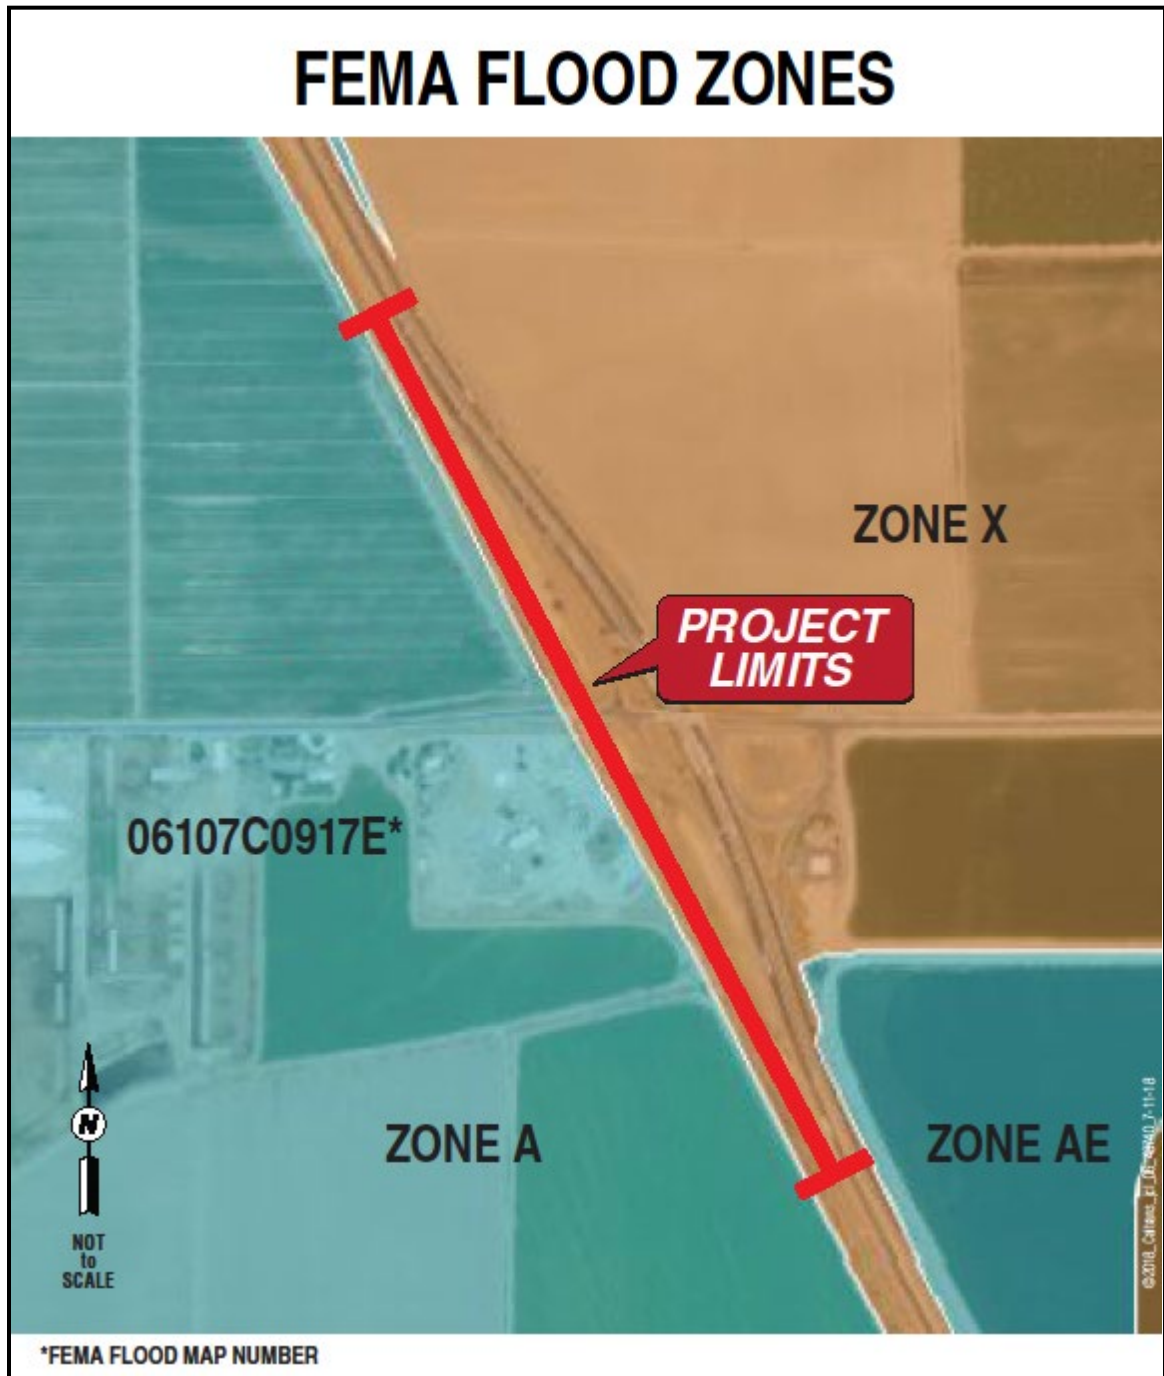 FEMA FLOOD ZONES
ZONE X
PROJECT
LIMITS
06107C0917E*
ZONE A
ZONE AE
N
NOT
to
SCALE
*FEMA FLOOD MAP NUMBER